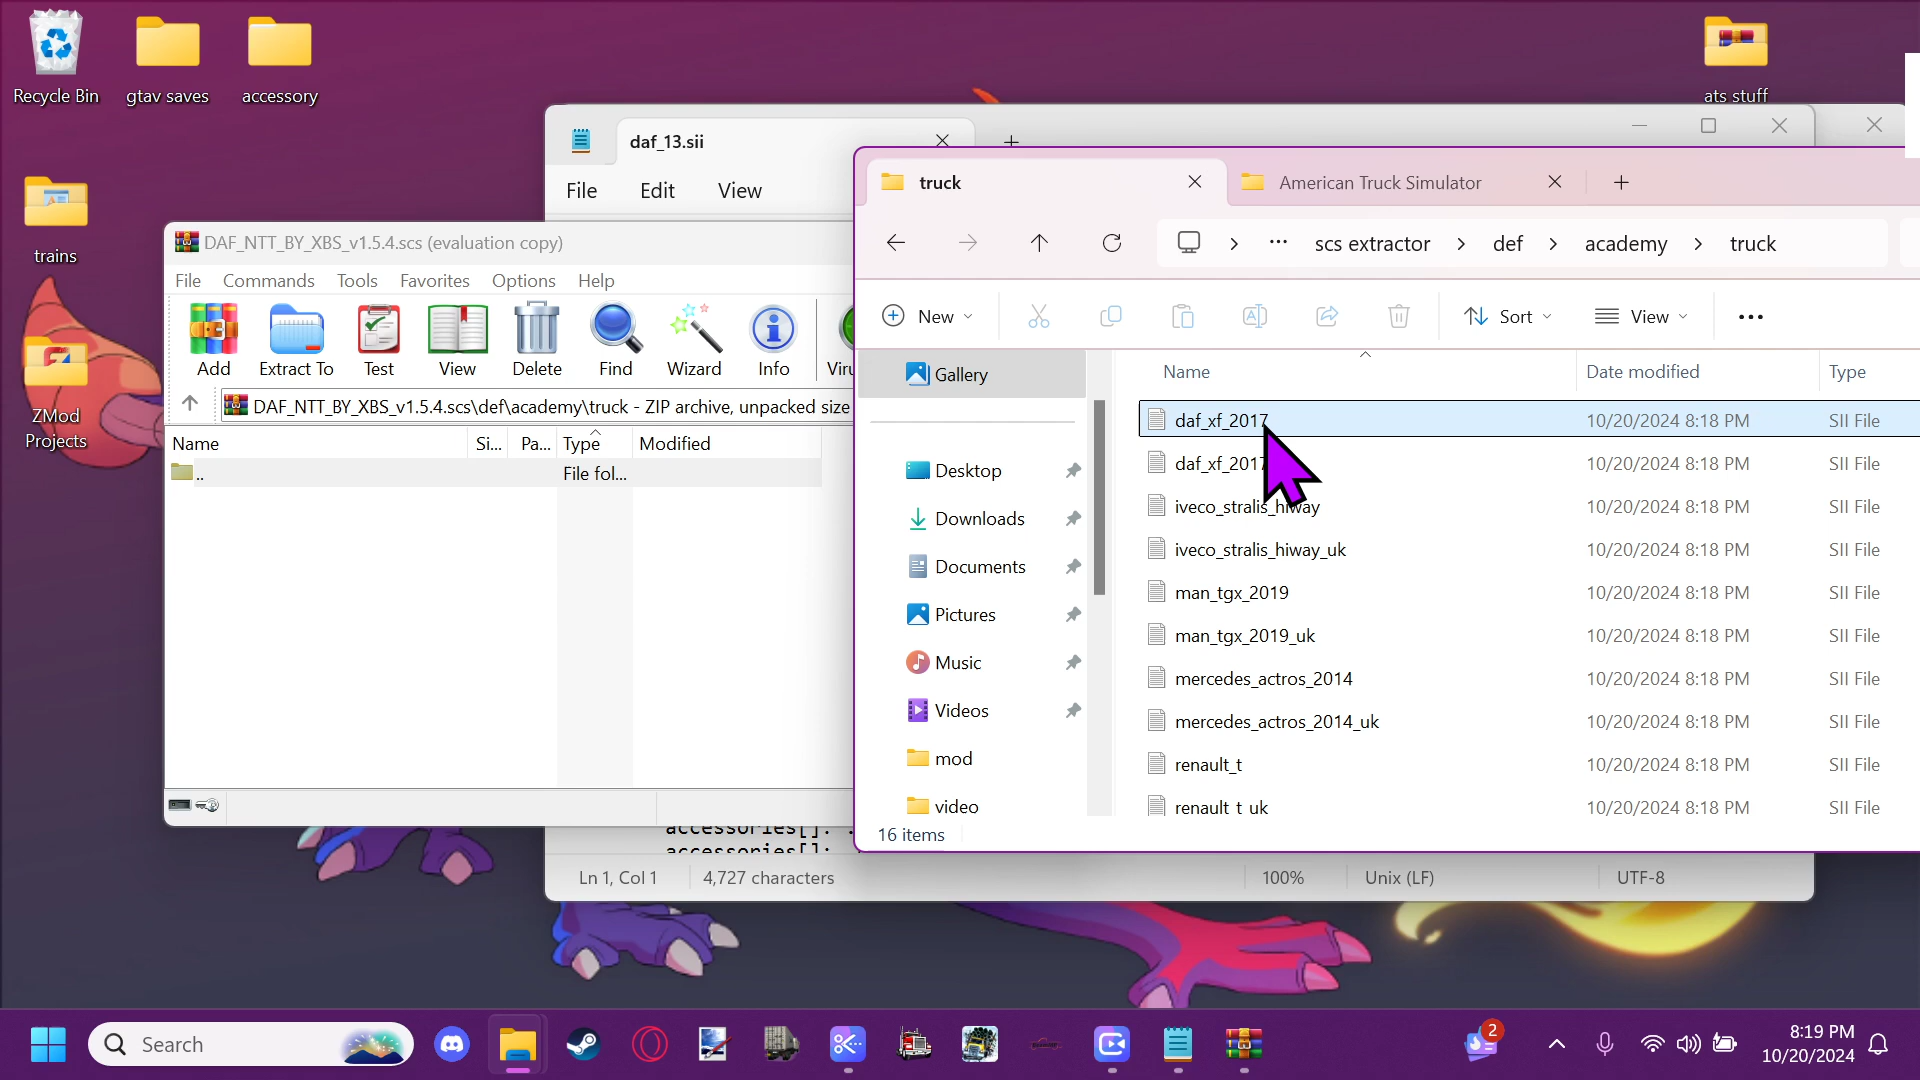 Recycle Bin
gtav saves
accessory
ats stuff
trains
ZMod
Projects
daf_13.sii
File Edit View
DAF_NTT_BY_XBS_v1.5.4.scs (evaluation copy)
File Commands Tools Favorites Options Help
Add Extract To Test View Delete Find Wizard Info Viru
DAF_NTT_BY_XBS_v1.5.4.scs\def\academy\truck - ZIP archive, unpacked size
Name Si... Pa... Type Modified
.. File fol...
truck
American Truck Simulator
... scs extractor > def > academy > truck
New Sort View
Gallery
Desktop
Downloads
Documents
Pictures
Music
Videos
mod
video
Name Date modified Type
daf_xf_2017 10/20/2024 8:18 PM SII File
daf_xf_2017 10/20/2024 8:18 PM SII File
iveco_stralis_hiway 10/20/2024 8:18 PM SII File
iveco_stralis_hiway_uk 10/20/2024 8:18 PM SII File
man_tgx_2019 10/20/2024 8:18 PM SII File
man_tgx_2019_uk 10/20/2024 8:18 PM SII File
mercedes_actros_2014 10/20/2024 8:18 PM SII File
mercedes_actros_2014_uk 10/20/2024 8:18 PM SII File
renault_t 10/20/2024 8:18 PM SII File
renault_t_uk 10/20/2024 8:18 PM SII File
16 items
accessories[]: .
accessories[]:
Ln 1, Col 1 4,727 characters 100% Unix (LF) UTF-8
Search
2
8:19 PM
10/20/2024